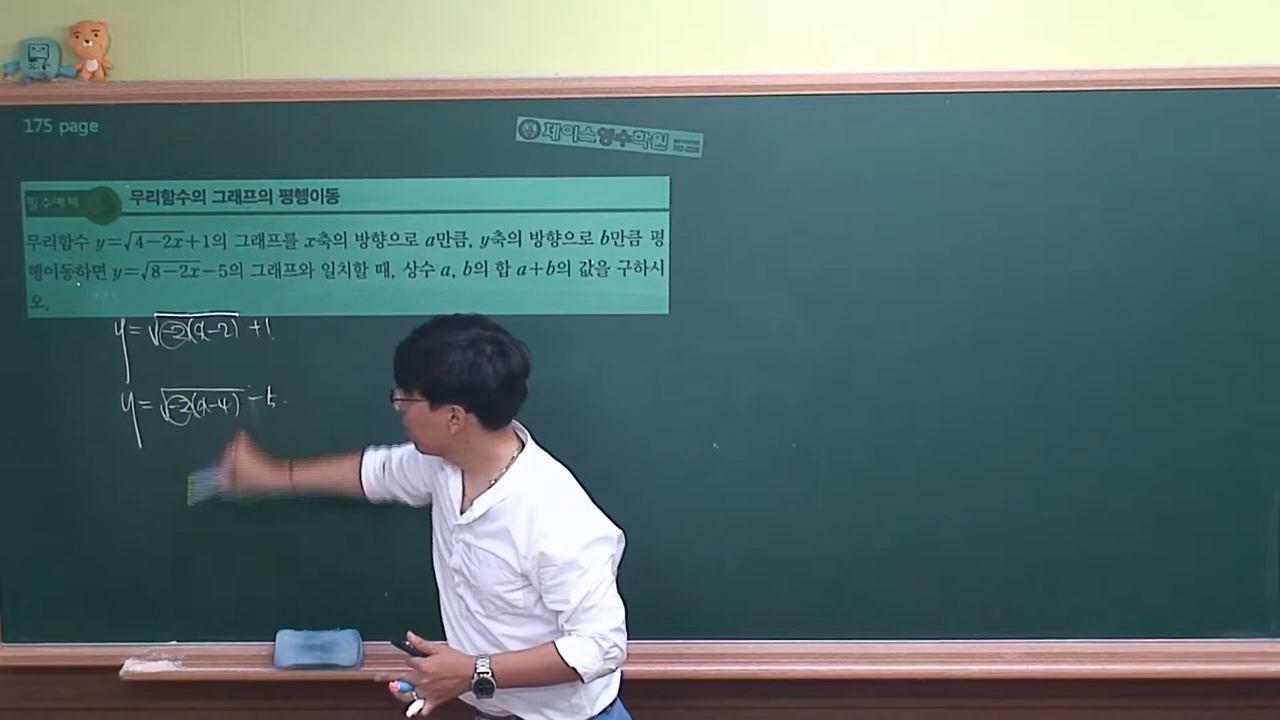 175 page
제이스영수학원
필수예제
무리함수의 그래프의 평행이동
무리함수 y=√4−2x+1의 그래프를 x축의 방향으로 a만큼, y축의 방향으로 b만큼 평
행이동하면 y=√8−2x−5의 그래프와 일치할 때, 상수 a, b의 합 a+b의 값을 구하시
오.
y=√-2(x-2) +1.
y=√-2(x-4) -5.